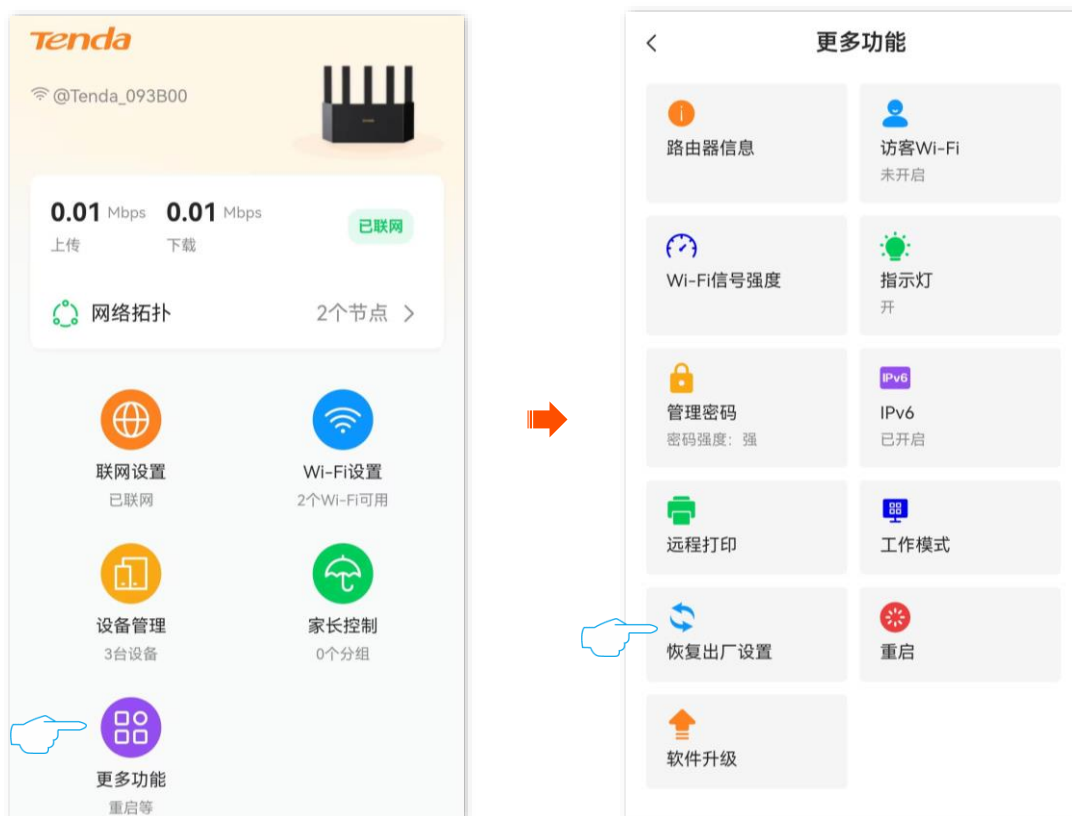 Tenda
@Tenda_093B00
0.01 Mbps 0.01 Mbps
上传 下载
已联网
网络拓扑 2个节点
联网设置 Wi-Fi设置
已联网 2个Wi-Fi可用
设备管理 家长控制
3台设备 0个分组
更多功能
重启等
更多功能
路由器信息 访客Wi-Fi
未开启
Wi-Fi信号强度 指示灯
开
IPv6
管理密码 IPv6
密码强度：强 已开启
远程打印 工作模式
恢复出厂设置 重启
软件升级